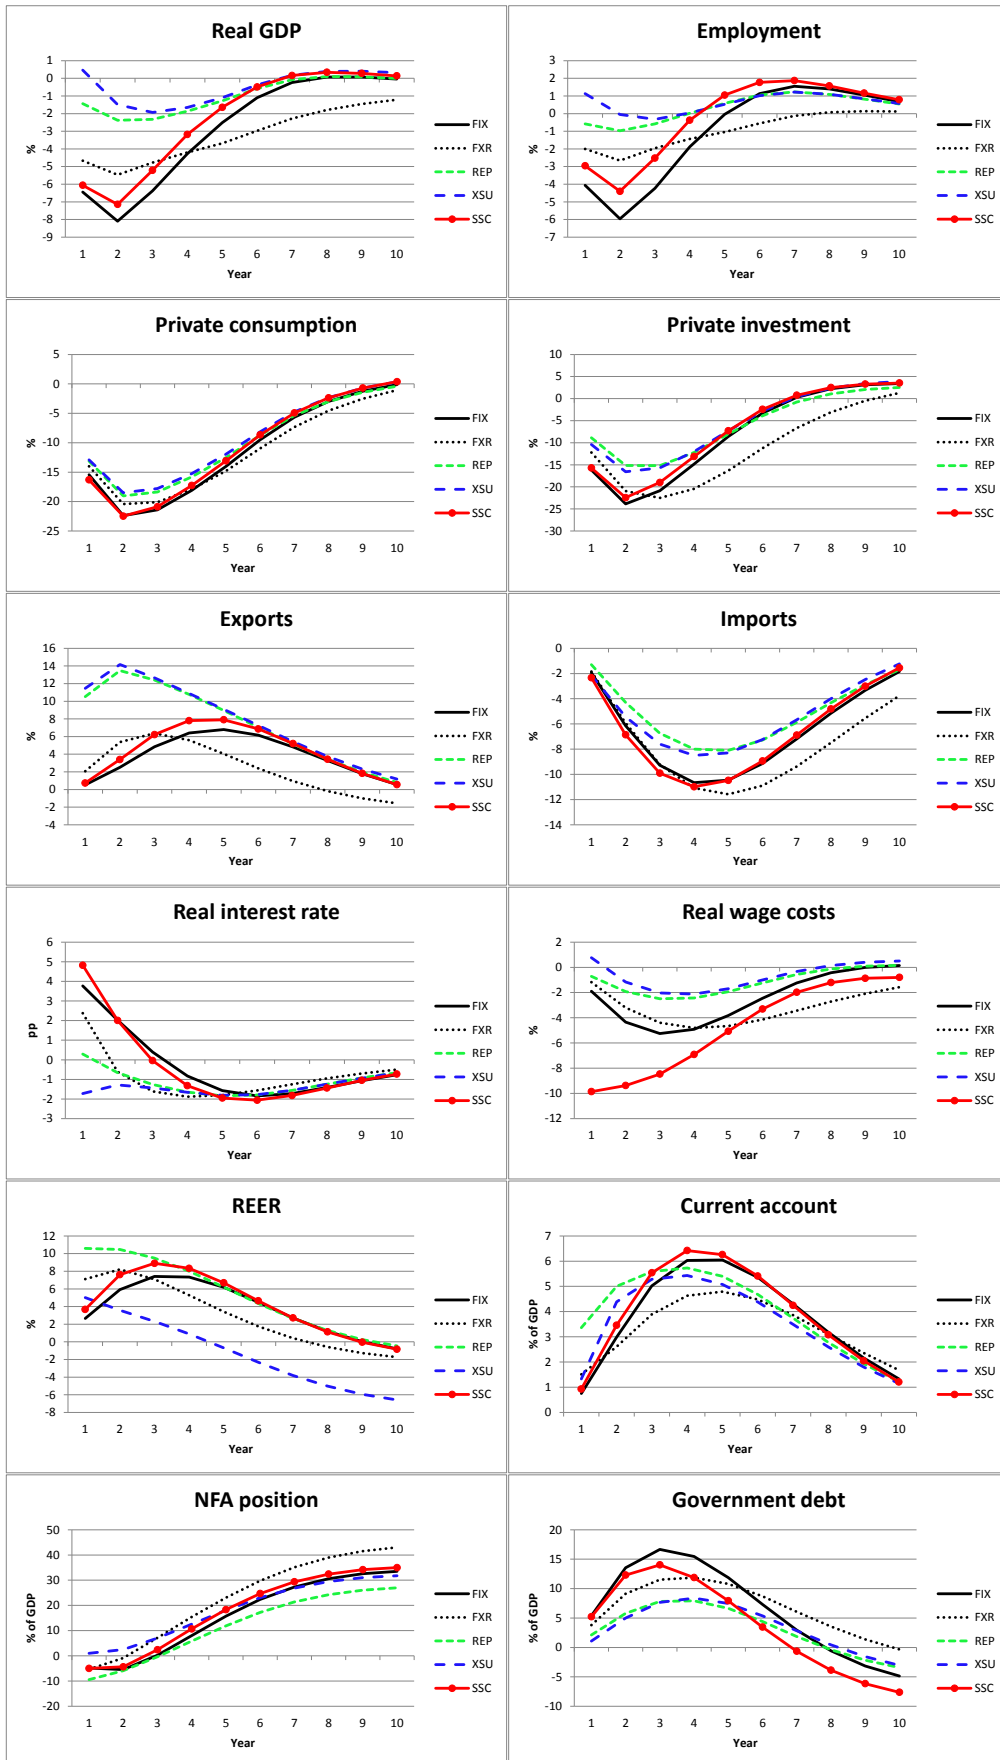 Real GDP
1
0
-1
-2
-3
-4
-5
-6
-7
-8
-9
%
1 2 3 4 5 6 7 8 9 10
Year
FIX
FXR
REP
XSU
SSC
Employment
3
2
1
0
-1
-2
-3
-4
-5
-6
-7
%
1 2 3 4 5 6 7 8 9 10
Year
FIX
FXR
REP
XSU
SSC
Private consumption
5
0
-5
-10
-15
-20
-25
%
1 2 3 4 5 6 7 8 9 10
Year
FIX
FXR
REP
XSU
SSC
Private investment
10
5
0
-5
-10
-15
-20
-25
-30
%
1 2 3 4 5 6 7 8 9 10
Year
FIX
FXR
REP
XSU
SSC
Exports
16
14
12
10
8
6
4
2
0
-2
-4
%
1 2 3 4 5 6 7 8 9 10
Year
FIX
FXR
REP
XSU
SSC
Imports
0
-2
-4
-6
-8
-10
-12
-14
%
1 2 3 4 5 6 7 8 9 10
Year
FIX
FXR
REP
XSU
SSC
Real interest rate
6
5
4
3
2
1
0
-1
-2
-3
pp
1 2 3 4 5 6 7 8 9 10
Year
FIX
FXR
REP
XSU
SSC
Real wage costs
2
0
-2
-4
-6
-8
-10
-12
%
1 2 3 4 5 6 7 8 9 10
Year
FIX
FXR
REP
XSU
SSC
REER
12
10
8
6
4
2
0
-2
-4
-6
-8
%
1 2 3 4 5 6 7 8 9 10
Year
FIX
FXR
REP
XSU
SSC
Current account
7
6
5
4
3
2
1
0
% of GDP
1 2 3 4 5 6 7 8 9 10
Year
FIX
FXR
REP
XSU
SSC
NFA position
50
40
30
20
10
0
-10
-20
% of GDP
1 2 3 4 5 6 7 8 9 10
Year
FIX
FXR
REP
XSU
SSC
Government debt
20
15
10
5
0
-5
-10
% of GDP
1 2 3 4 5 6 7 8 9 10
Year
FIX
FXR
REP
XSU
SSC